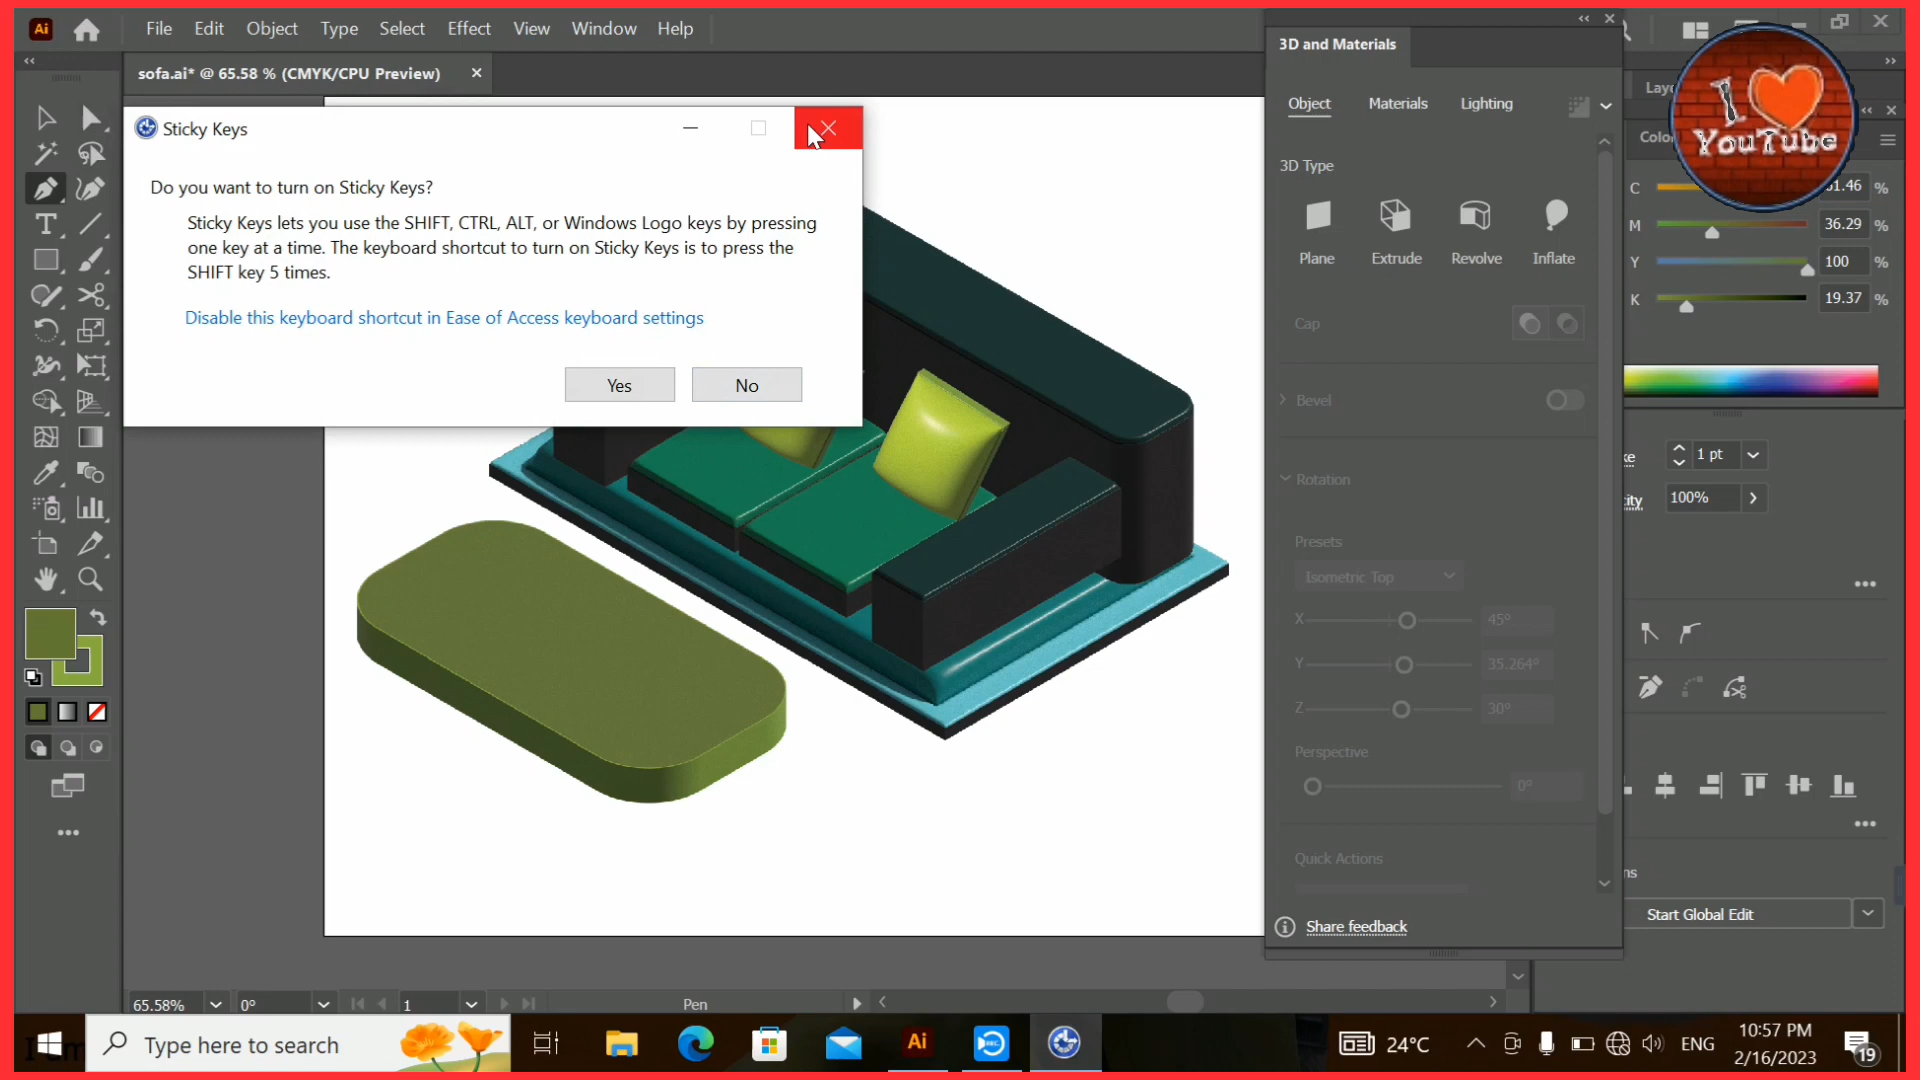 Ai
File Edit Object Type Select Effect View Window Help
sofa.ai* @ 65.58 % (CMYK/CPU Preview)
Sticky Keys
Do you want to turn on Sticky Keys?
Sticky Keys lets you use the SHIFT, CTRL, ALT, or Windows Logo keys by pressing
one key at a time. The keyboard shortcut to turn on Sticky Keys is to press the
SHIFT key 5 times.
Disable this keyboard shortcut in Ease of Access keyboard settings
Yes No
3D and Materials
Object Materials Lighting
3D Type
Plane Extrude Revolve Inflate
Cap
Bevel
Rotation
Presets
Isometric Top
X 45°
Y 35.264°
Z 30°
Perspective
0°
Quick Actions
Share feedback
I
YouTube
C %
M 36.29 %
Y 100 %
K 19.37 %
1 pt
100%
Start Global Edit
65.58% 0° 1 Pen
Type here to search
Ai
REC
24°C
ENG
10:57 PM
2/16/2023
19